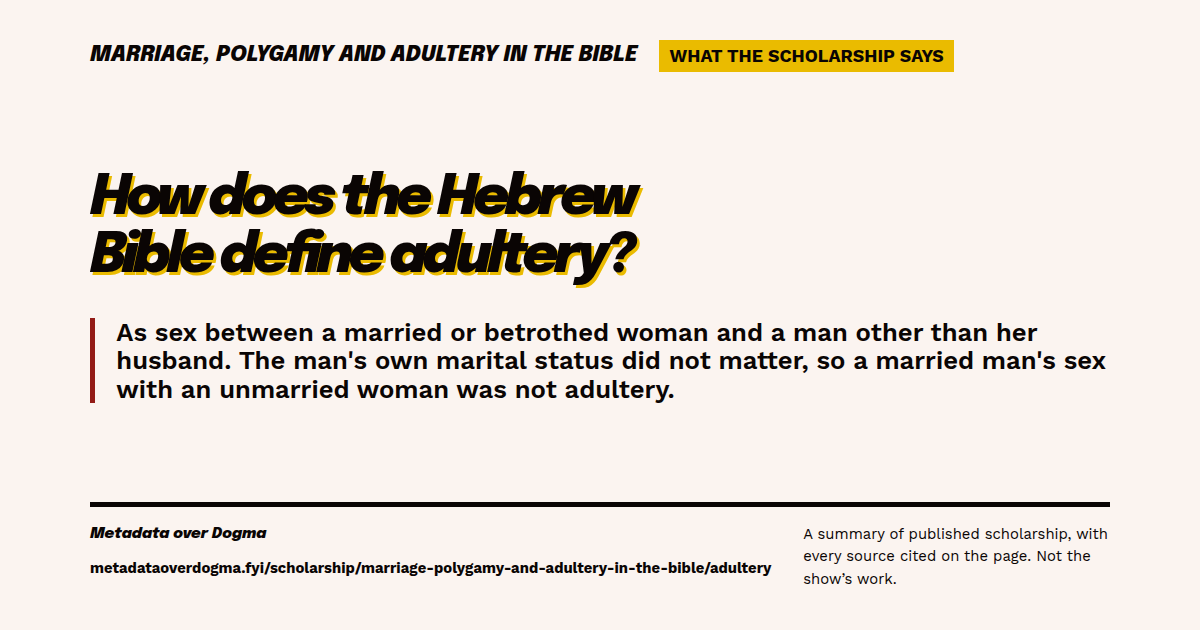 MARRIAGE, POLYGAMY AND ADULTERY IN THE BIBLE
WHAT THE SCHOLARSHIP SAYS
How does the Hebrew
Bible define adultery?
As sex between a married or betrothed woman and a man other than her
husband. The man's own marital status did not matter, so a married man's sex
with an unmarried woman was not adultery.
Metadata over Dogma
metadataoverdogma.fyi/scholarship/marriage-polygamy-and-adultery-in-the-bible/adultery
A summary of published scholarship, with
every source cited on the page. Not the
show’s work.